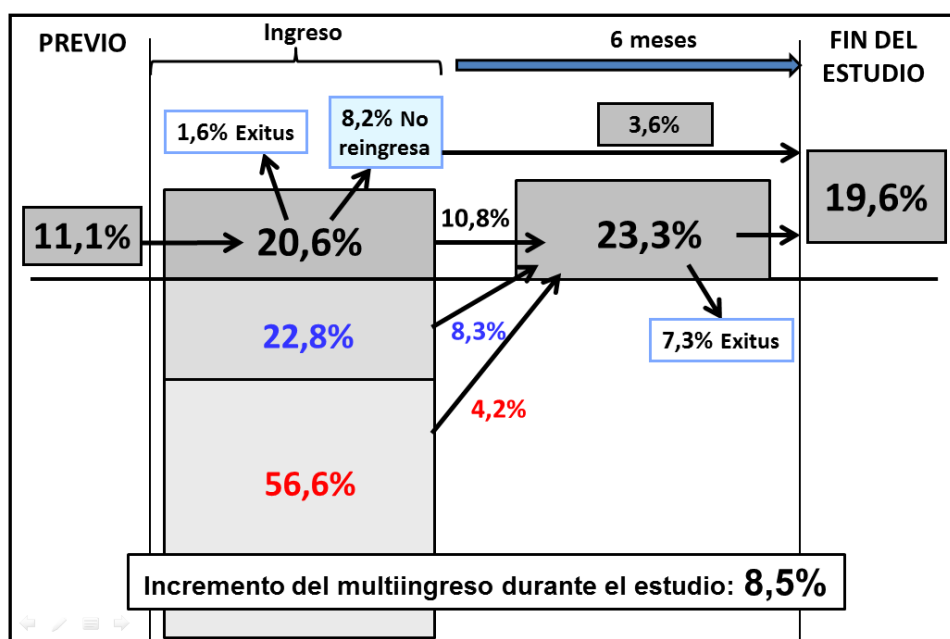 PREVIO
Ingreso
6 meses
FIN DEL
ESTUDIO
1,6% Exitus
8,2% No
reingresa
3,6%
11,1%
20,6%
10,8%
23,3%
19,6%
22,8%
8,3%
7,3% Exitus
4,2%
56,6%
Incremento del multiingreso durante el estudio: 8,5%